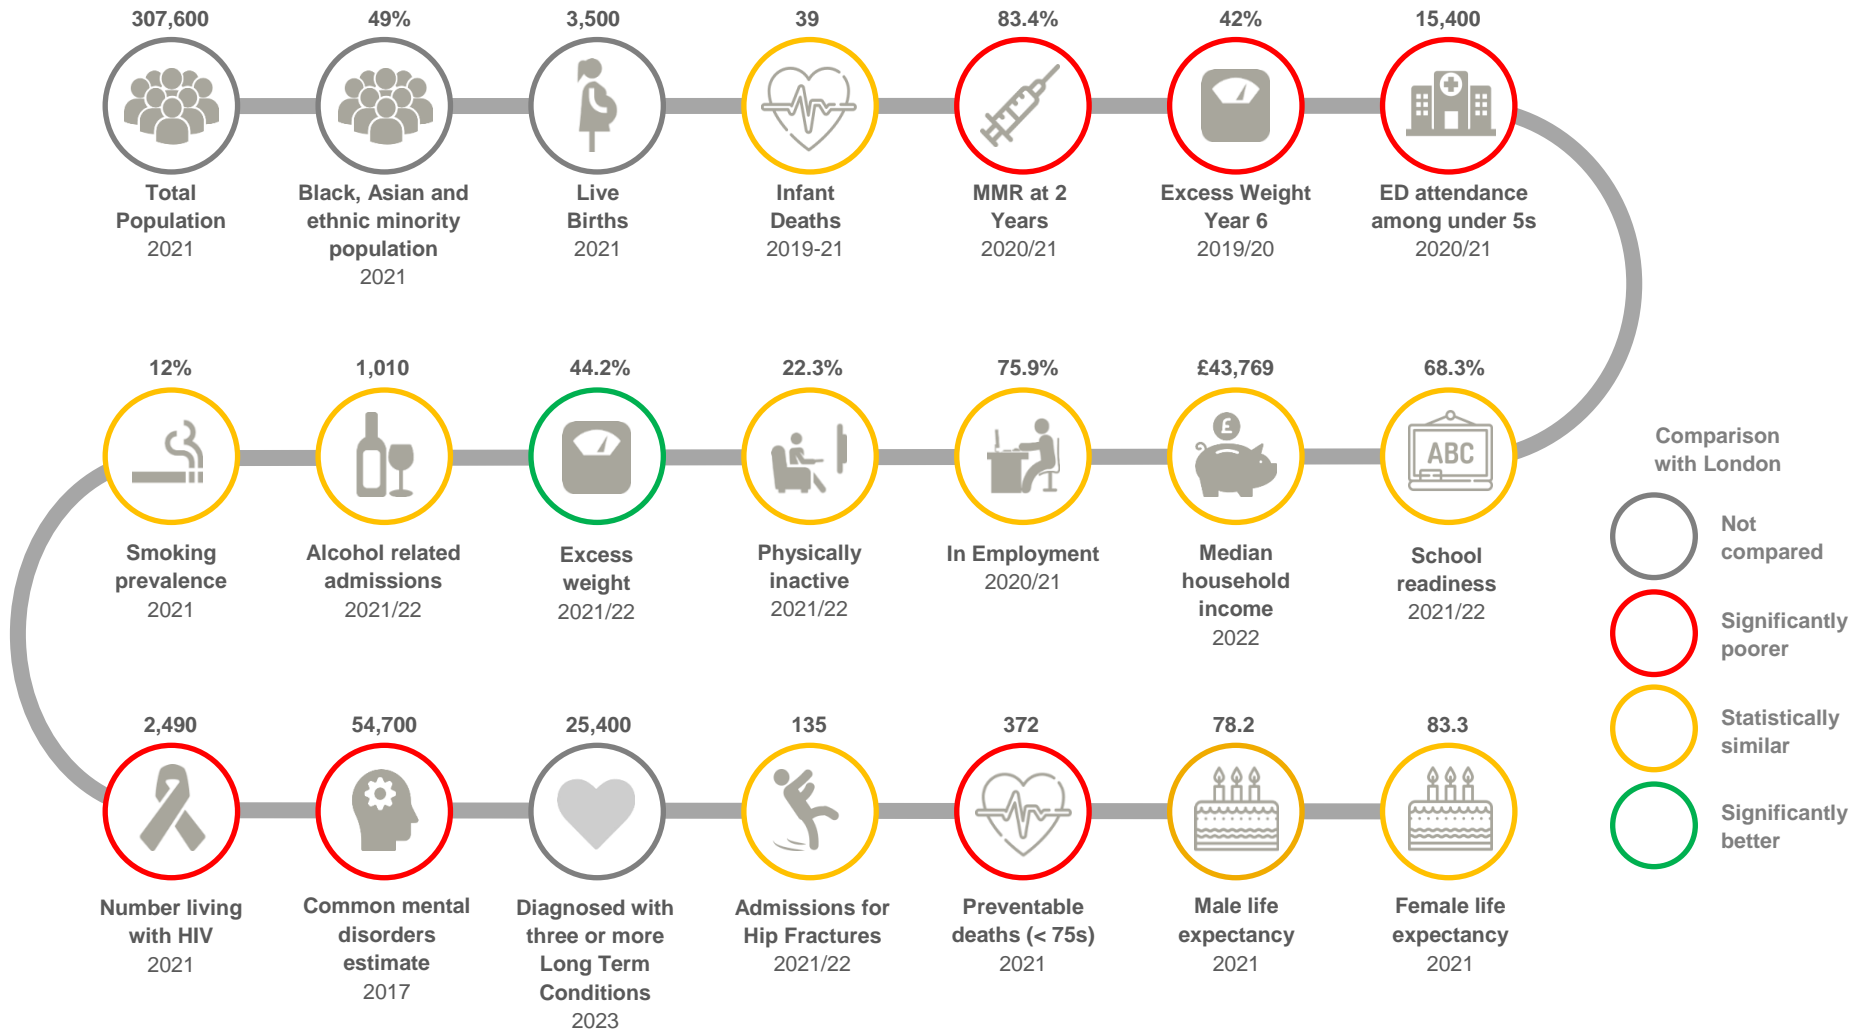 307,600
49%
3,500
39
83.4%
42%
15,400
Total
Population
2021
Black, Asian and
ethnic minority
population
2021
Live
Births
2021
Infant
Deaths
2019-21
MMR at 2
Years
2020/21
Excess Weight
Year 6
2019/20
ED attendance
among under 5s
2020/21
12%
1,010
44.2%
22.3%
75.9%
£43,769
68.3%
£
ABC
Smoking
prevalence
2021
Alcohol related
admissions
2021/22
Excess
weight
2021/22
Physically
inactive
2021/22
In Employment
2020/21
Median
household
income
2022
School
readiness
2021/22
Comparison
with London
Not
compared
Significantly
poorer
Statistically
similar
Significantly
better
2,490
54,700
25,400
135
372
78.2
83.3
Number living
with HIV
2021
Common mental
disorders
estimate
2017
Diagnosed with
three or more
Long Term
Conditions
2023
Admissions for
Hip Fractures
2021/22
Preventable
deaths (< 75s)
2021
Male life
expectancy
2021
Female life
expectancy
2021